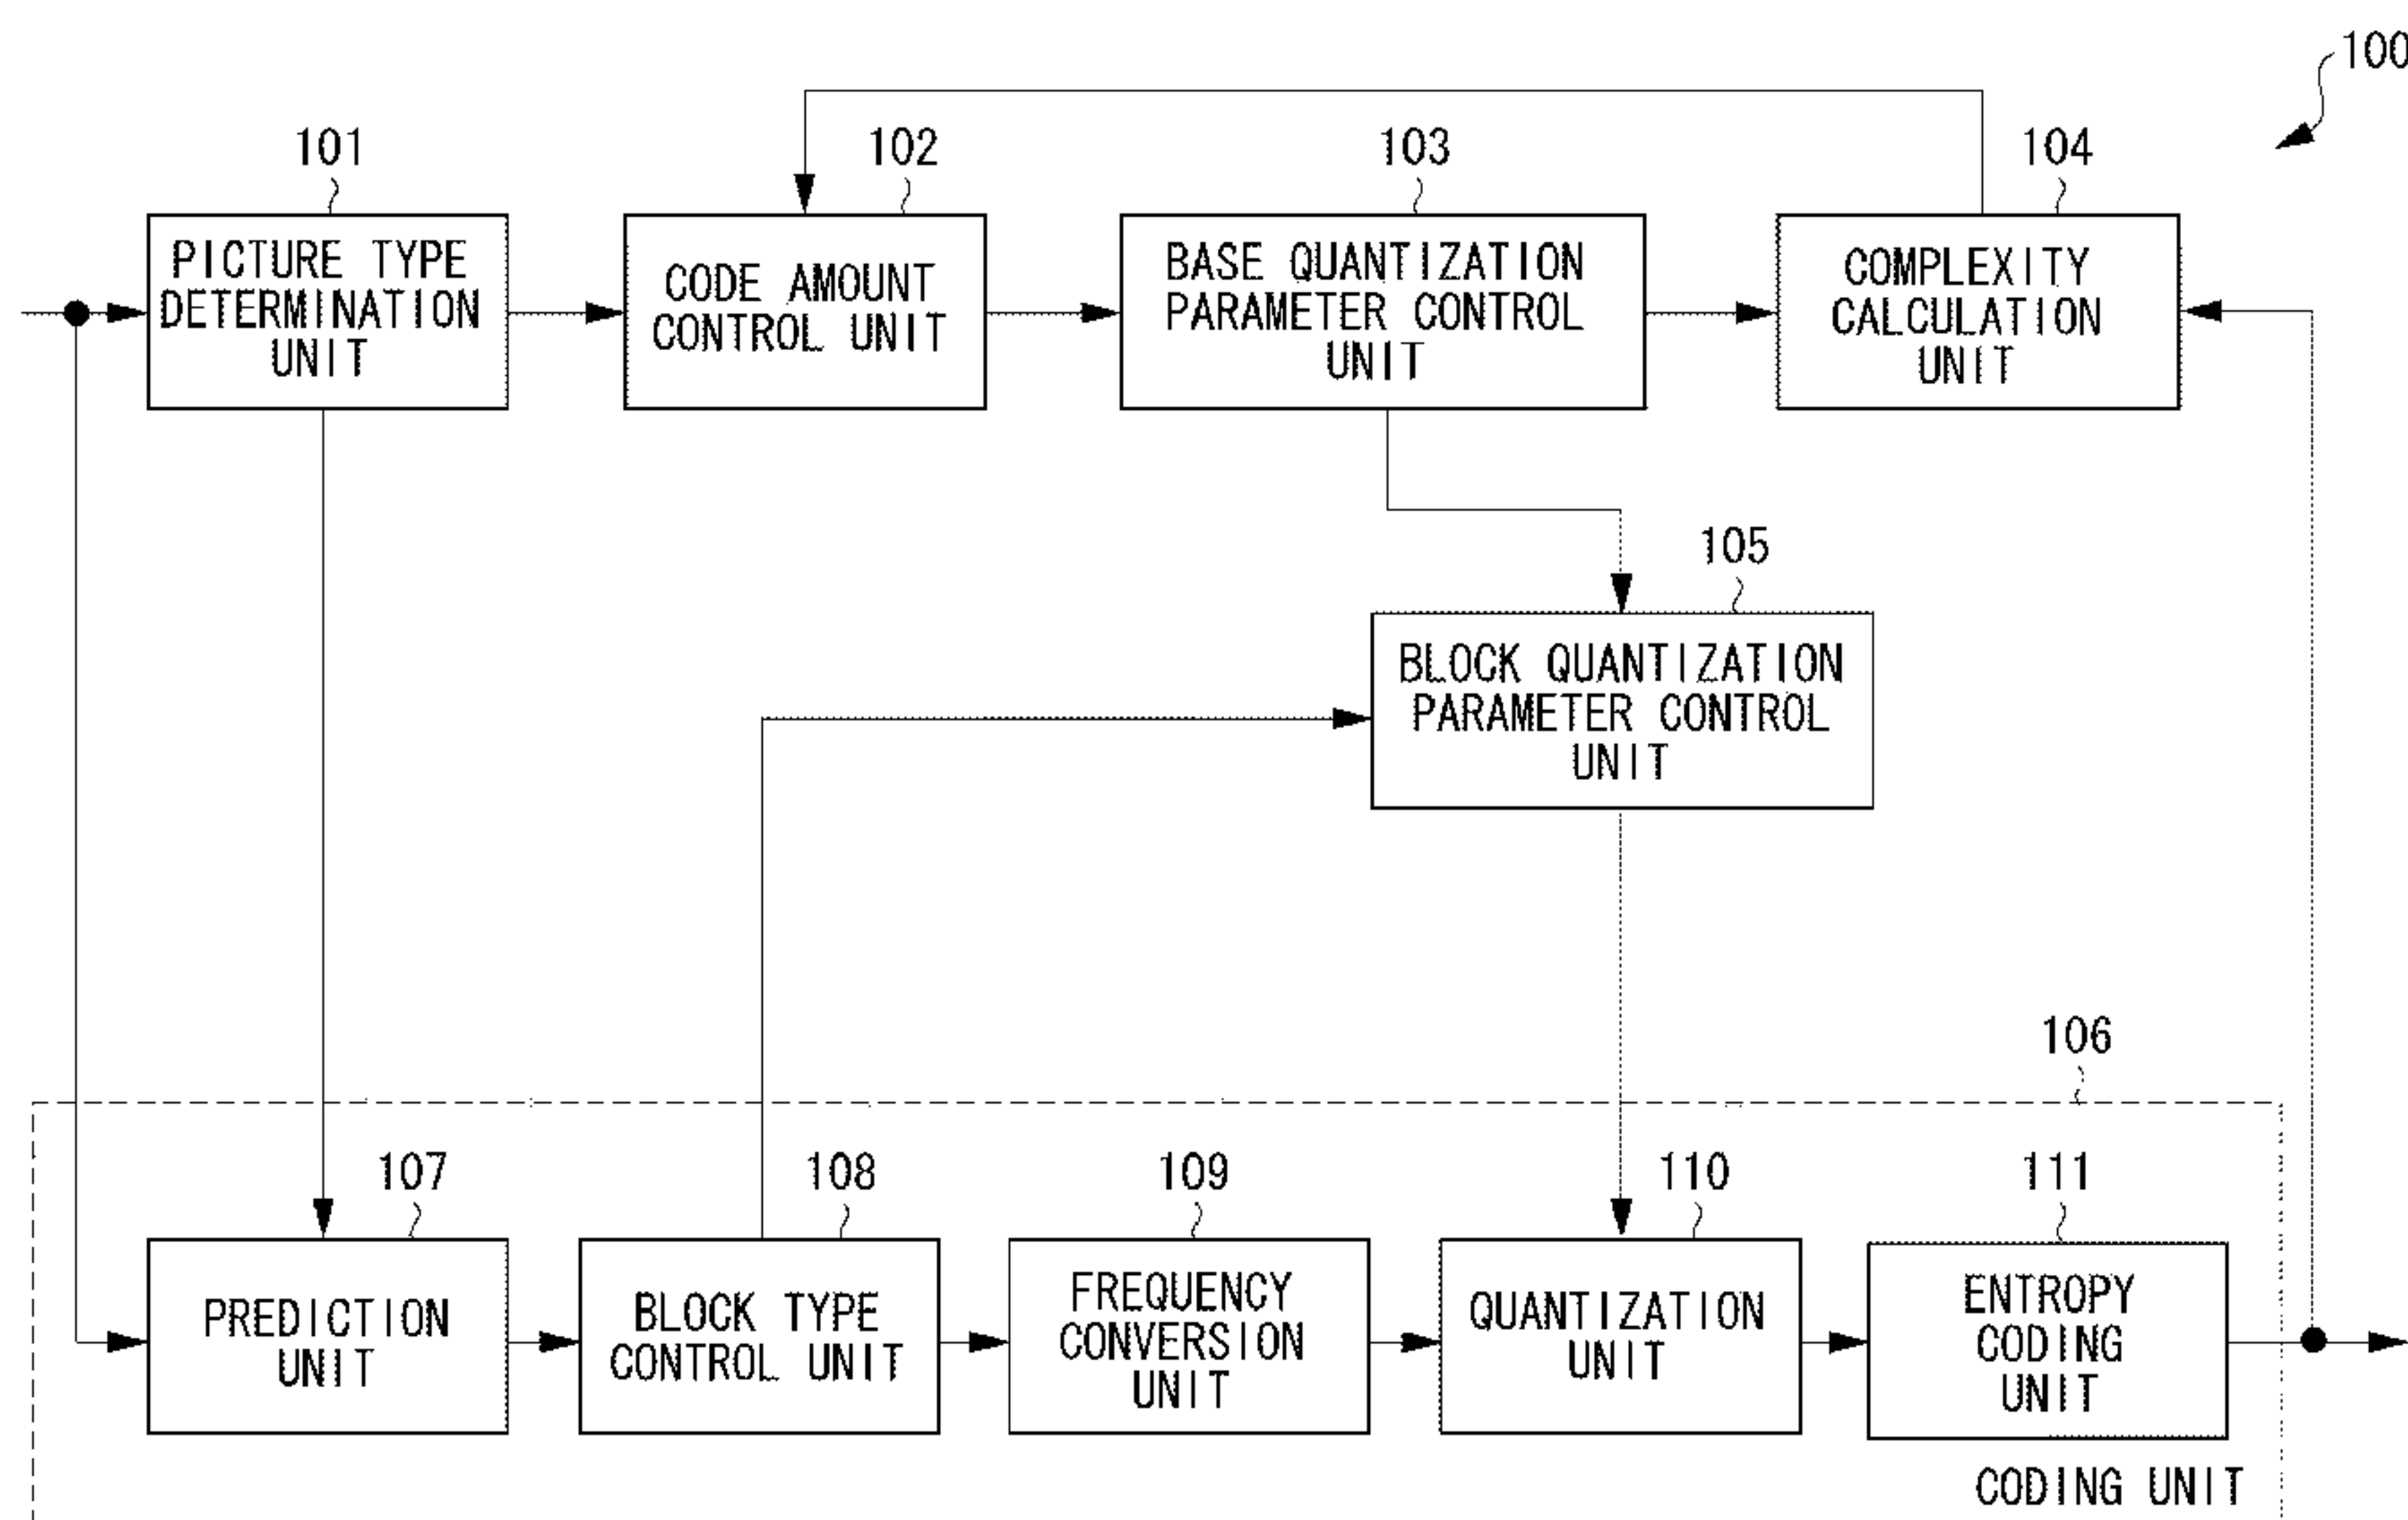 100
101
PICTURE TYPE
DETERMINATION
UNIT
102
CODE AMOUNT
CONTROL UNIT
103
BASE QUANTIZATION
PARAMETER CONTROL
UNIT
104
COMPLEXITY
CALCULATION
UNIT
105
BLOCK QUANTIZATION
PARAMETER CONTROL
UNIT
106
107
PREDICTION
UNIT
108
BLOCK TYPE
CONTROL UNIT
109
FREQUENCY
CONVERSION
UNIT
110
QUANTIZATION
UNIT
111
ENTROPY
CODING
UNIT
CODING UNIT